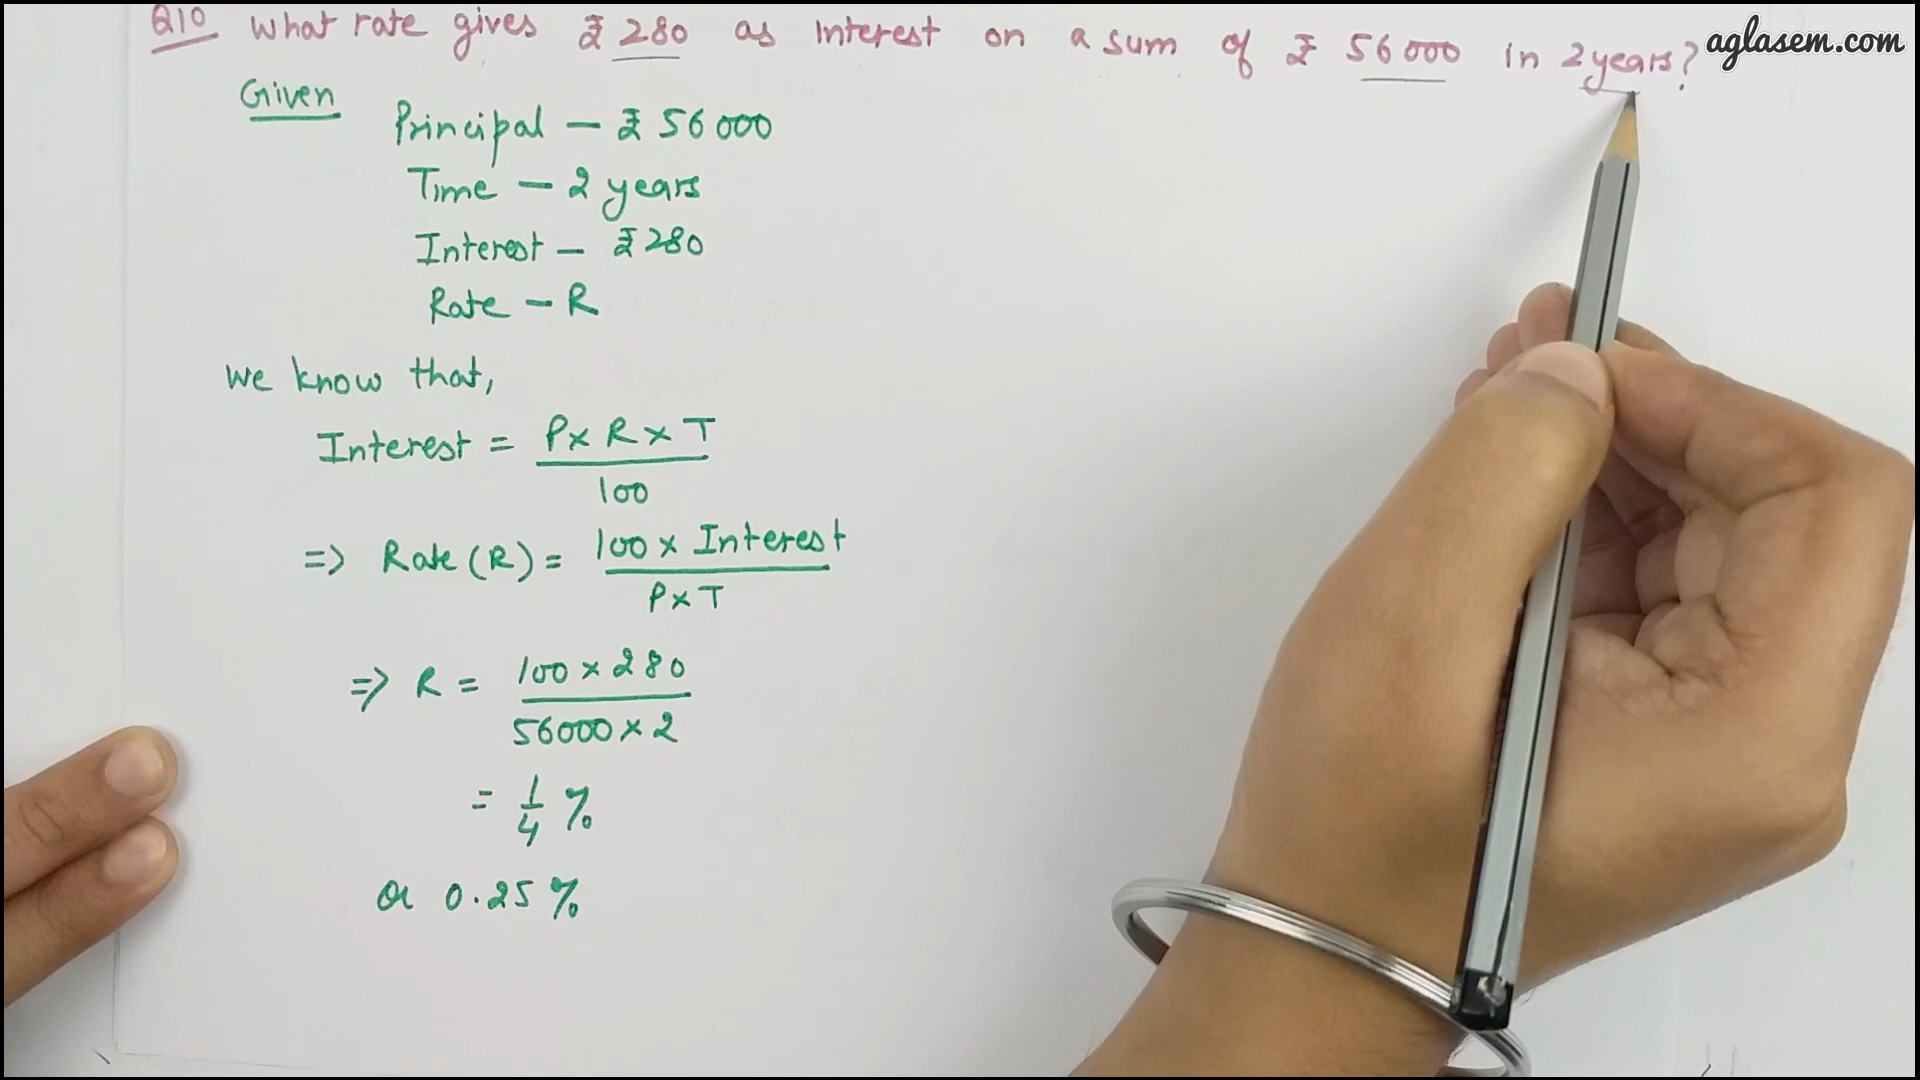 Q10 What rate gives ₹ 280 as interest on a sum of ₹ 56000 in 2 years?
aglasem.com
Given
Principal – ₹ 56000
Time – 2 years
Interest – ₹ 280
Rate – R
We know that,
Interest = P x R x T
100
=> Rate (R) = 100 x Interest
P x T
=> R = 100 x 280
56000 x 2
= 1/4 %
or 0.25 %